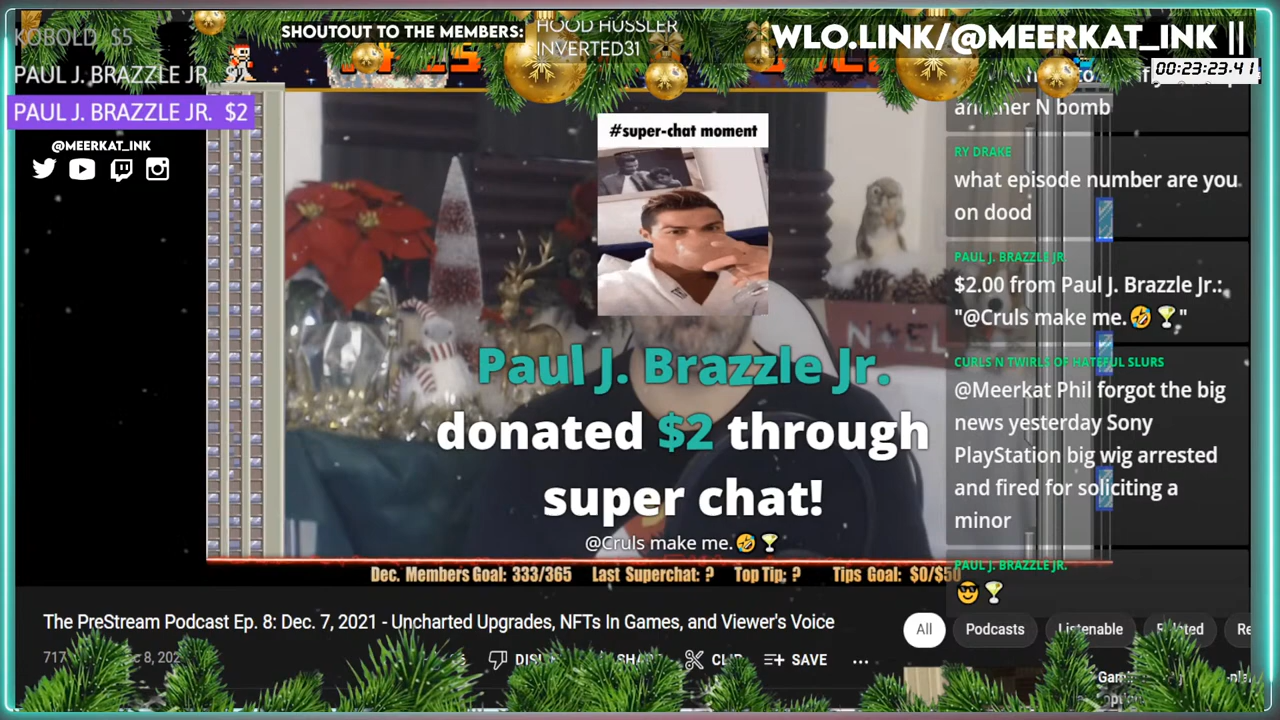 KOBOLD $5
PAUL J. BRAZZLE JR.
PAUL J. BRAZZLE JR. $2
@MEERKAT_INK
SHOUTOUT TO THE MEMBERS:
HOOD HUSSLER
INVERTED31
WLO.LINK/@MEERKAT_INK ||
00:23:23.41
#super-chat moment
Paul J. Brazzle Jr.
donated $2 through
super chat!
@Cruls make me.🤣🏆
another N bomb
RY DRAKE
what episode number are you
on dood
PAUL J. BRAZZLE JR.
$2.00 from Paul J. Brazzle Jr.:
"@Cruls make me.🤣🏆"
CURLS N TWIRLS OF HATEFUL SLURS
@Meerkat Phil forgot the big
news yesterday Sony
PlayStation big wig arrested
and fired for soliciting a
minor
PAUL J. BRAZZLE JR.
😎🏆
Dec. Members Goal: 333/365 Last Superchat: ? Top Tip: ? Tips Goal: $0/$50
The PreStream Podcast Ep. 8: Dec. 7, 2021 - Uncharted Upgrades, NFTs In Games, and Viewer's Voice
All Podcasts Listenable
717
SAVE